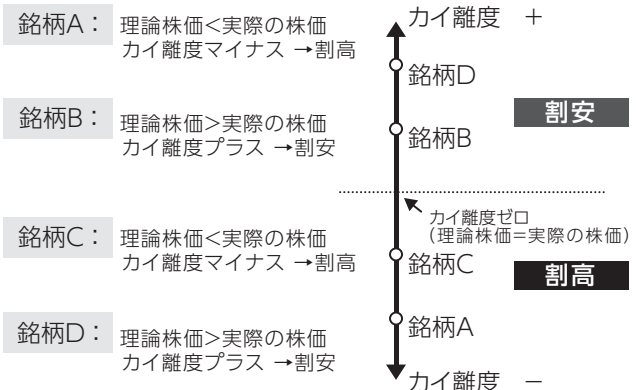 銘柄A： 理論株価<実際の株価
カイ離度マイナス →割高
銘柄B： 理論株価>実際の株価
カイ離度プラス →割安
銘柄C： 理論株価<実際の株価
カイ離度マイナス →割高
銘柄D： 理論株価>実際の株価
カイ離度プラス →割安
カイ離度 +
銘柄D
割安
銘柄B
カイ離度ゼロ
(理論株価=実際の株価)
銘柄C
割高
銘柄A
カイ離度 −